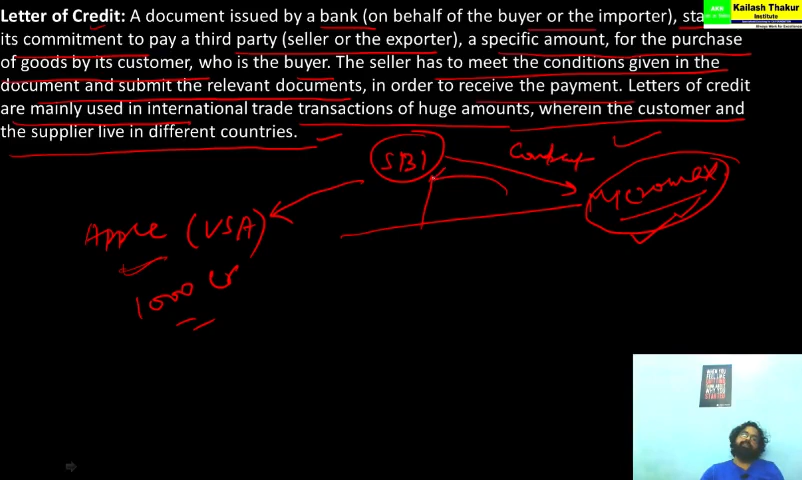 Letter of Credit: A document issued by a bank (on behalf of the buyer or the importer),
its commitment to pay a third party (seller or the exporter), a specific amount, for the purchase
of goods by its customer, who is the buyer. The seller has to meet the conditions given in the
document and submit the relevant documents, in order to receive the payment. Letters of credit
are mainly used in international trade transactions of huge amounts, wherein the customer and
the supplier live in different countries.
Kailash Thakur
Institute
SBI
Micromax
Apple (USA)
1000 cr